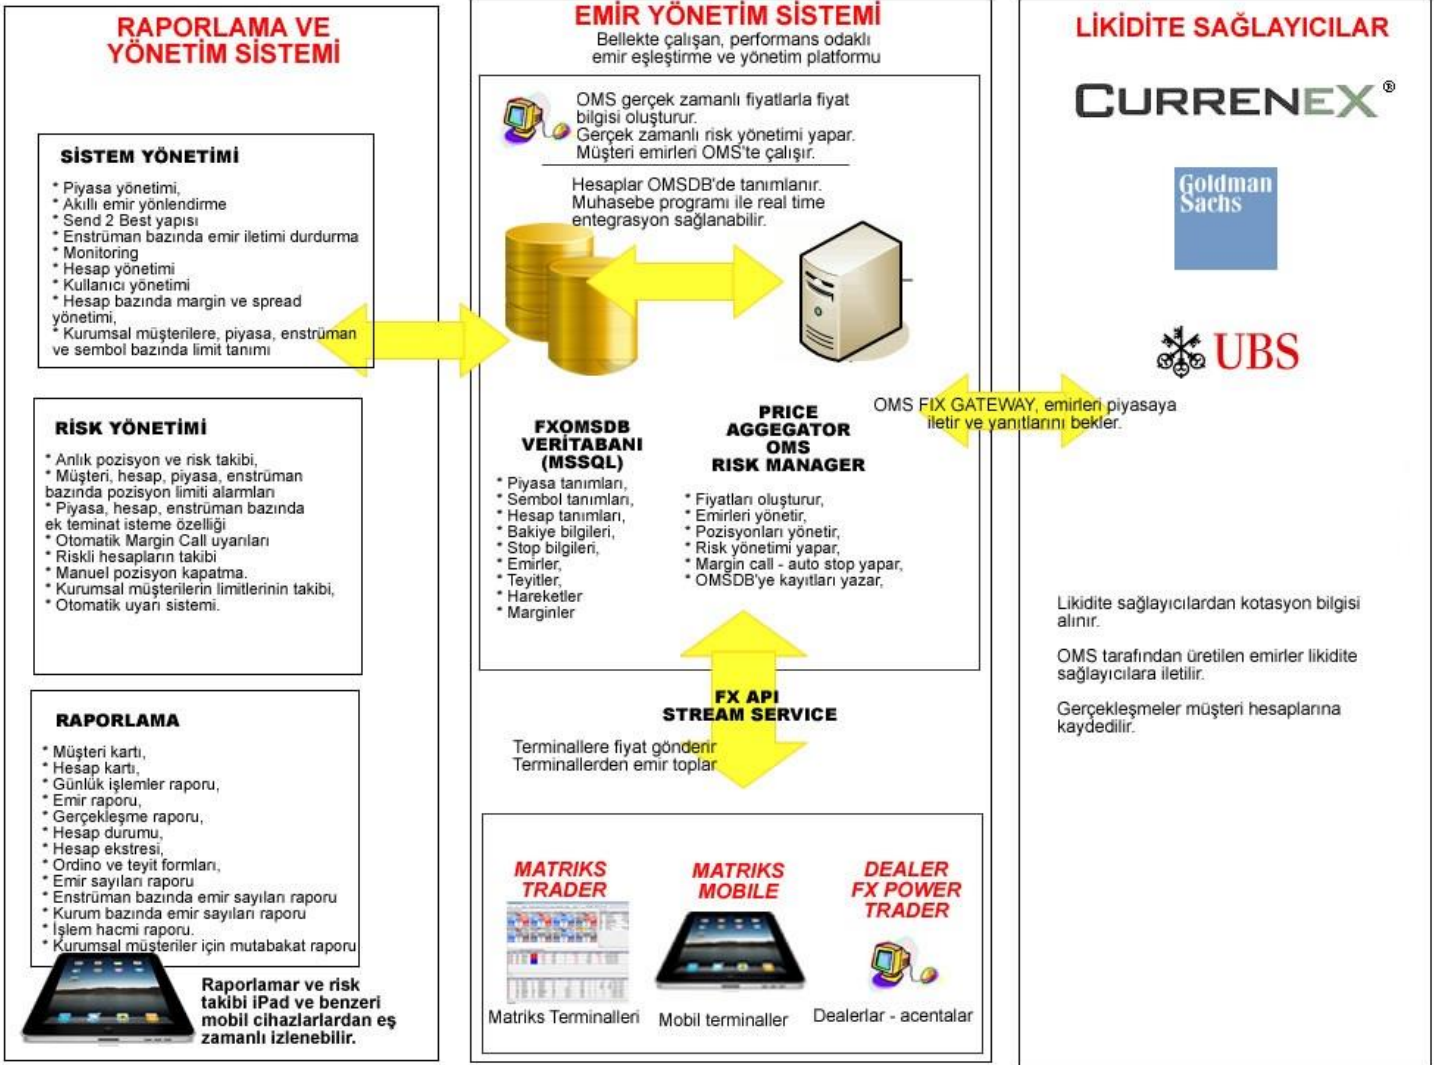 RAPORLAMA VE
YÖNETİM SİSTEMİ
SİSTEM YÖNETİMİ
* Piyasa yönetimi,
* Akıllı emir yönlendirme
* Send 2 Best yapısı
* Enstrüman bazında emir iletimi durdurma
* Monitoring
* Hesap yönetimi
* Kullanıcı yönetimi
* Hesap bazında margin ve spread
yönetimi,
* Kurumsal müşterilere, piyasa, enstrüman
ve sembol bazında limit tanımı
RİSK YÖNETİMİ
* Anlık pozisyon ve risk takibi,
* Müşteri, hesap, piyasa, enstrüman
bazında pozisyon limiti alarmları
* Piyasa, hesap, enstrüman bazında
ek teminat isteme özelliği
* Otomatik Margin Call uyarıları
* Riskli hesapların takibi
* Manuel pozisyon kapatma.
* Kurumsal müşterilerin limitlerinin takibi,
* Otomatik uyarı sistemi.
RAPORLAMA
* Müşteri kartı,
* Hesap kartı,
* Günlük işlemler raporu,
* Emir raporu,
* Gerçekleşme raporu,
* Hesap durumu,
* Hesap ekstresi,
* Ordino ve teyit formları,
* Emir sayıları raporu
* Enstrüman bazında emir sayıları raporu
* Kurum bazında emir sayıları raporu
* İşlem hacmi raporu.
* Kurumsal müşteriler için mutabakat raporu
Raporlamar ve risk
takibi iPad ve benzeri
mobil cihazlarlardan eş
zamanlı izlenebilir.
EMİR YÖNETİM SİSTEMİ
Bellekte çalışan, performans odaklı
emir eşleştirme ve yönetim platformu
OMS gerçek zamanlı fiyatlarla fiyat
bilgisi oluşturur.
Gerçek zamanlı risk yönetimi yapar.
Müşteri emirleri OMS'te çalışır.
Hesaplar OMSDB'de tanımlanır.
Muhasebe programı ile real time
entegrasyon sağlanabilir.
FXOMSDB
VERİTABANI
(MSSQL)
* Piyasa tanımları,
* Sembol tanımları,
* Hesap tanımları,
* Bakiye bilgileri,
* Stop bilgileri,
* Emirler,
* Teyitler,
* Hareketler
* Marginler
PRICE
AGGEGATOR
OMS
RISK MANAGER
* Fiyatları oluşturur,
* Emirleri yönetir,
* Pozisyonları yönetir,
* Risk yönetimi yapar,
* Margin call - auto stop yapar,
* OMSDB'ye kayıtları yazar,
FX API
STREAM SERVICE
Terminallere fiyat gönderir
Terminallerden emir toplar
MATRIKS
TRADER
Matriks Terminalleri
MATRIKS
MOBILE
Mobil terminaller
DEALER
FX POWER
TRADER
Dealerlar - acentalar
OMS FIX GATEWAY, emirleri piyasaya
iletir ve yanıtlarını bekler.
LİKİDİTE SAĞLAYICILAR
CURRENEX®
Goldman
Sachs
UBS
Likidite sağlayıcılardan kotasyon bilgisi
alınır.
OMS tarafından üretilen emirler likidite
sağlayıcılara iletilir.
Gerçekleşmeler müşteri hesaplarına
kaydedilir.